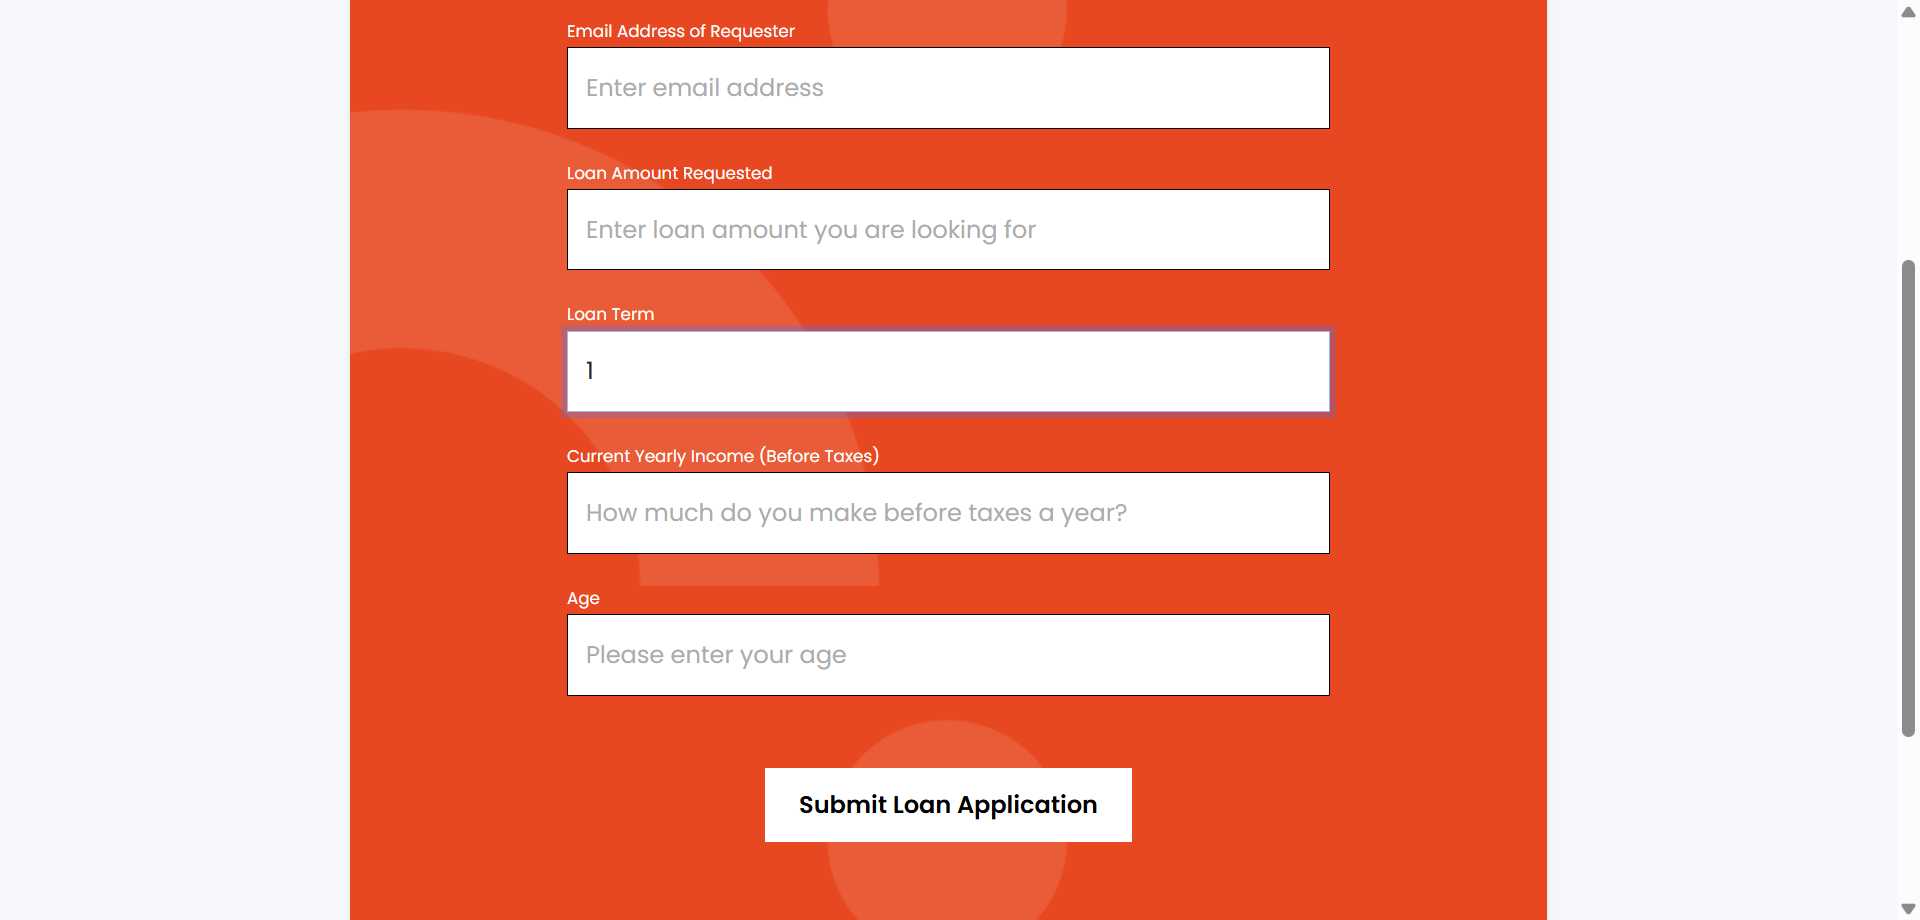 Email Address of Requester
Enter email address
Loan Amount Requested
Enter loan amount you are looking for
Loan Term
1
Current Yearly Income (Before Taxes)
How much do you make before taxes a year?
Age
Please enter your age
Submit Loan Application